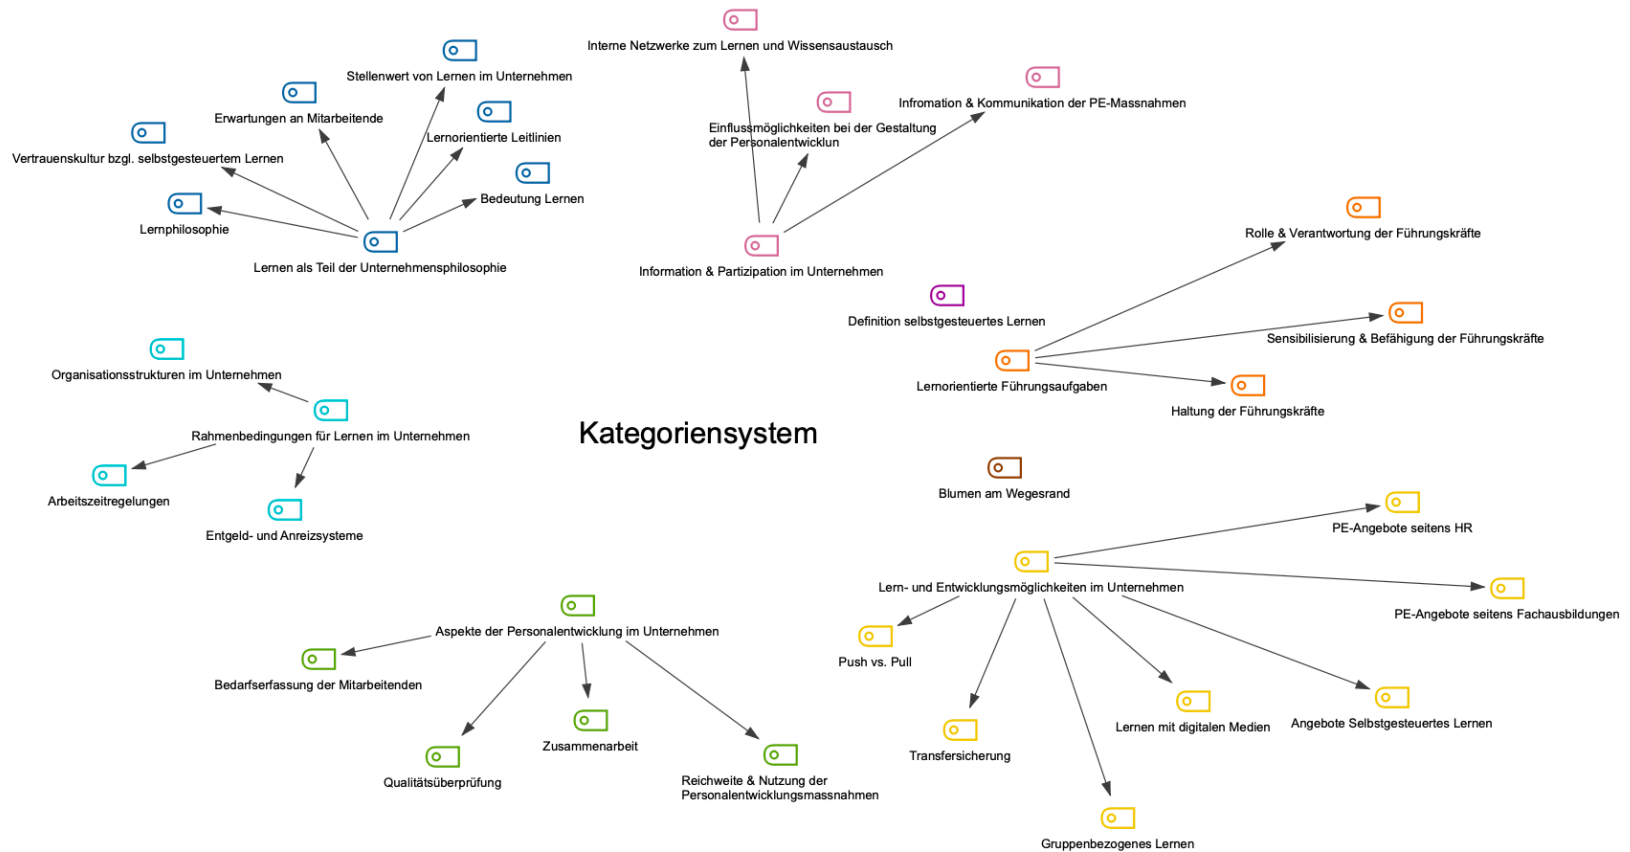 Interne Netzwerke zum Lernen und Wissensaustausch
Stellenwert von Lernen im Unternehmen
Infromation & Kommunikation der PE-Massnahmen
Erwartungen an Mitarbeitende
Einflussmöglichkeiten bei der Gestaltung
der Personalentwicklun
Lernorientierte Leitlinien
Vertrauenskultur bzgl. selbstgesteuertem Lernen
Bedeutung Lernen
Lernphilosophie
Lernen als Teil der Unternehmensphilosophie
Information & Partizipation im Unternehmen
Rolle & Verantwortung der Führungskräfte
Definition selbstgesteuertes Lernen
Sensibilisierung & Befähigung der Führungskräfte
Lernorientierte Führungsaufgaben
Haltung der Führungskräfte
Organisationsstrukturen im Unternehmen
Rahmenbedingungen für Lernen im Unternehmen
Kategoriensystem
Arbeitszeitregelungen
Entgeld- und Anreizsysteme
Blumen am Wegesrand
PE-Angebote seitens HR
Lern- und Entwicklungsmöglichkeiten im Unternehmen
PE-Angebote seitens Fachausbildungen
Aspekte der Personalentwicklung im Unternehmen
Push vs. Pull
Bedarfserfassung der Mitarbeitenden
Lernen mit digitalen Medien
Angebote Selbstgesteuertes Lernen
Zusammenarbeit
Transfersicherung
Qualitätsüberprüfung
Reichweite & Nutzung der
Personalentwicklungsmassnahmen
Gruppenbezogenes Lernen